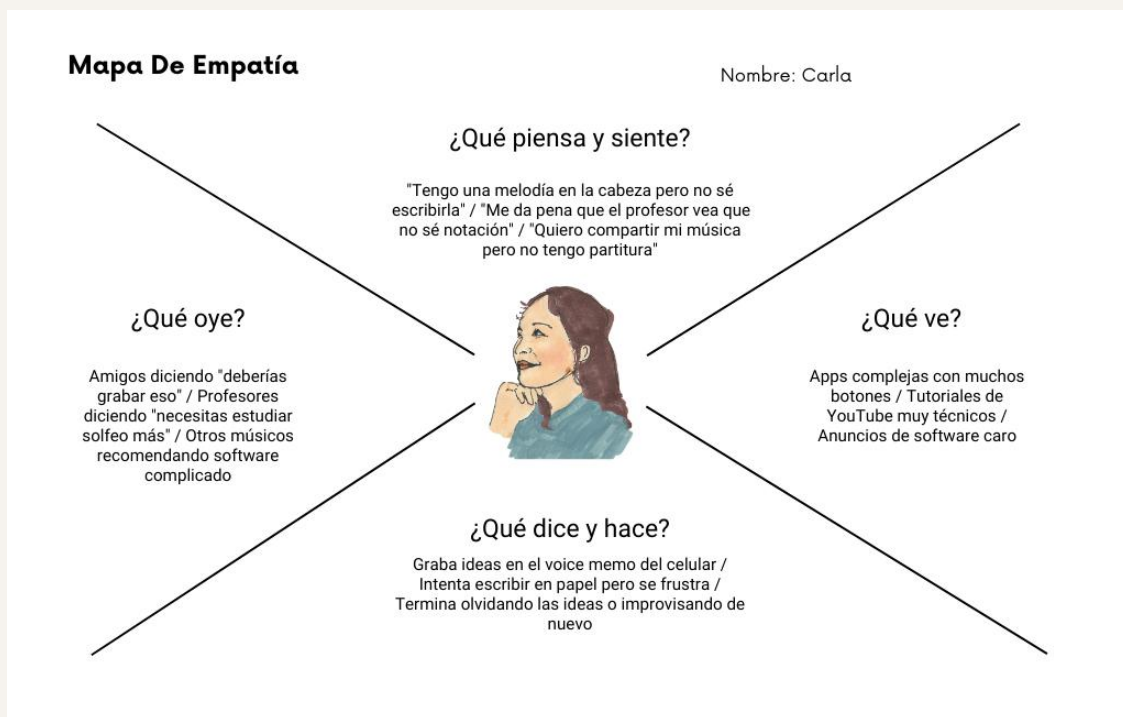 Mapa De Empatía
Nombre: Carla
¿Qué piensa y siente?
"Tengo una melodía en la cabeza pero no sé
escribirla" / "Me da pena que el profesor vea que
no sé notación" / "Quiero compartir mi música
pero no tengo partitura"
¿Qué oye?
Amigos diciendo "deberías
grabar eso" / Profesores
diciendo "necesitas estudiar
solfeo más" / Otros músicos
recomendando software
complicado
¿Qué ve?
Apps complejas con muchos
botones / Tutoriales de
YouTube muy técnicos /
Anuncios de software caro
¿Qué dice y hace?
Graba ideas en el voice memo del celular /
Intenta escribir en papel pero se frustra /
Termina olvidando las ideas o improvisando de
nuevo